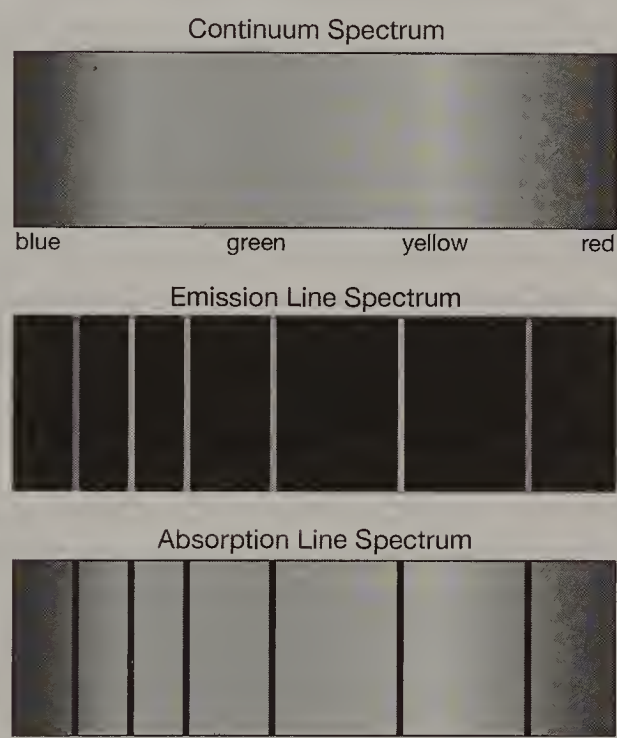 Continuum Spectrum
blue green yellow red
Emission Line Spectrum
Absorption Line Spectrum